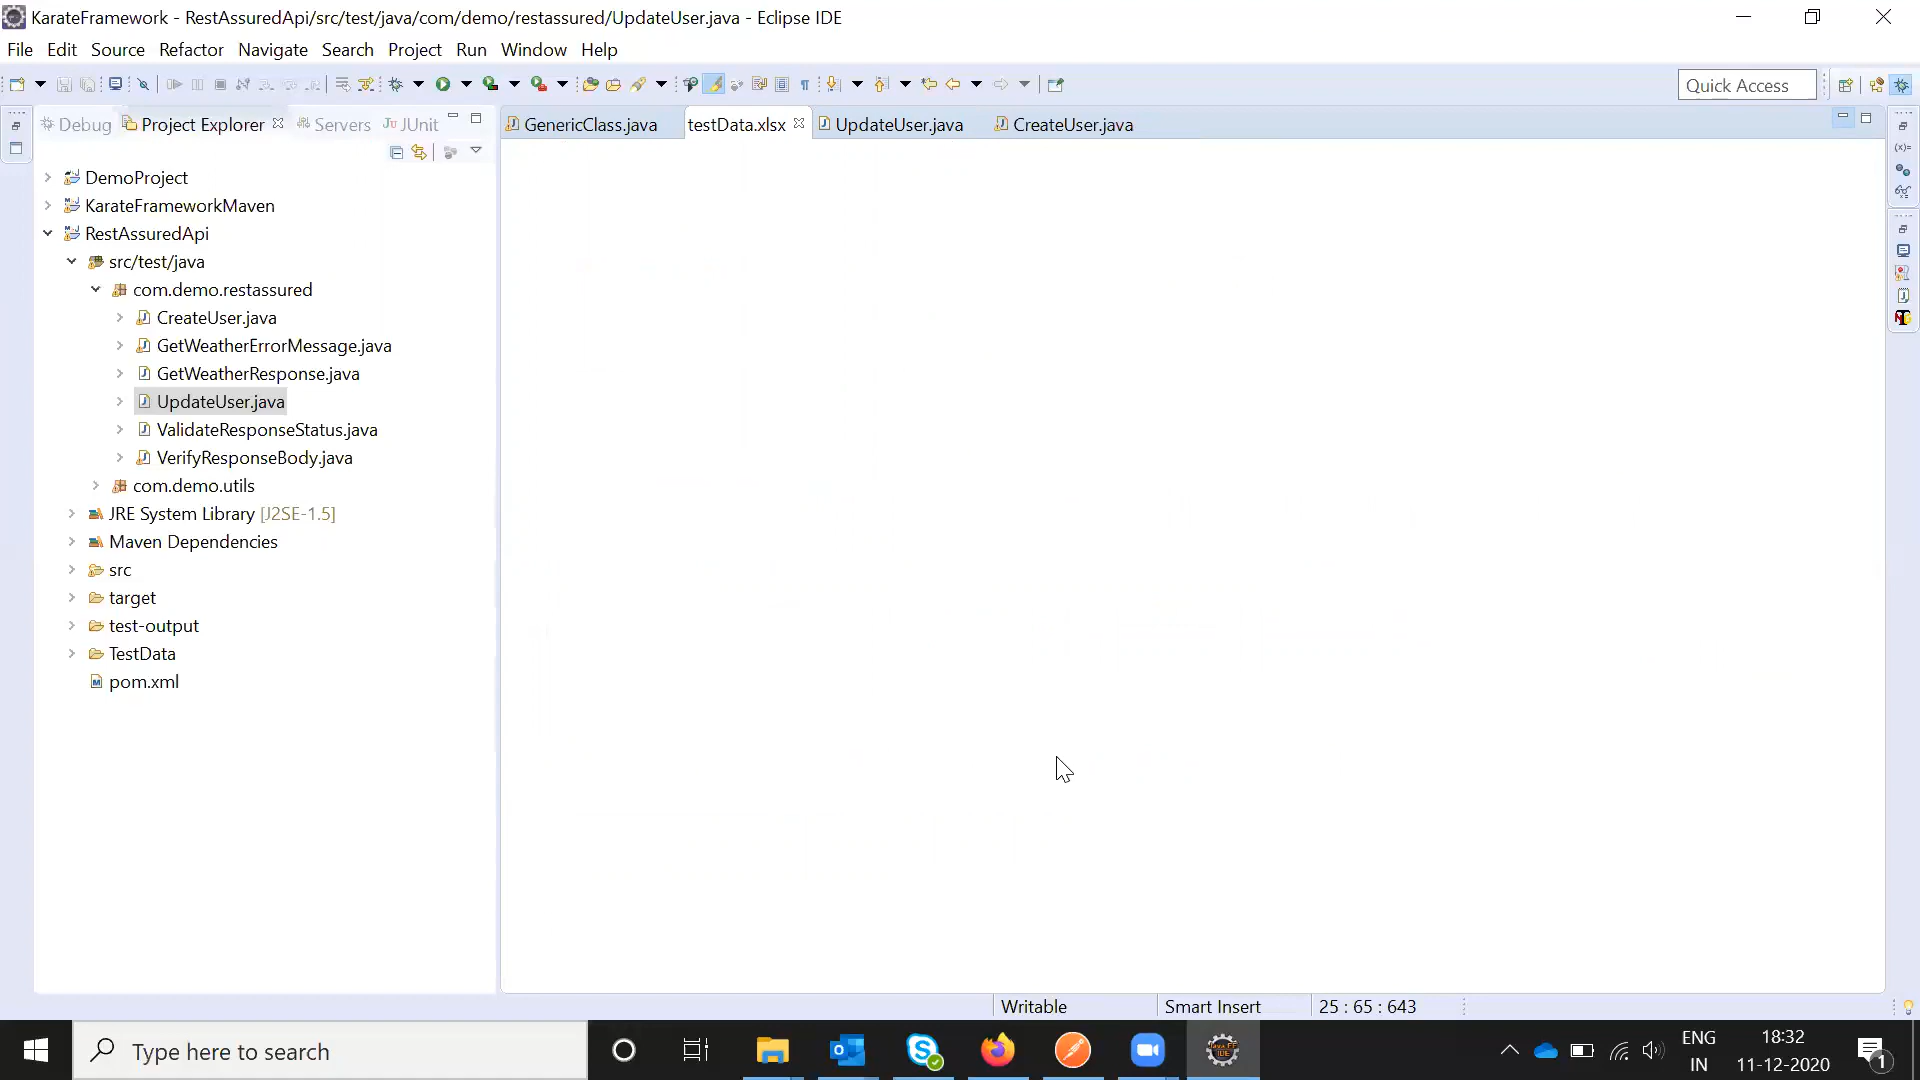 KarateFramework - RestAssuredApi/src/test/java/com/demo/restassured/UpdateUser.java - Eclipse IDE
File Edit Source Refactor Navigate Search Project Run Window Help
Quick Access
Debug Project Explorer Servers JUnit
GenericClass.java testData.xlsx UpdateUser.java CreateUser.java
DemoProject
KarateFrameworkMaven
RestAssuredApi
src/test/java
com.demo.restassured
CreateUser.java
GetWeatherErrorMessage.java
GetWeatherResponse.java
UpdateUser.java
ValidateResponseStatus.java
VerifyResponseBody.java
com.demo.utils
JRE System Library [J2SE-1.5]
Maven Dependencies
src
target
test-output
TestData
pom.xml
Writable Smart Insert 25 : 65 : 643
Type here to search
ENG
IN
18:32
11-12-2020
1